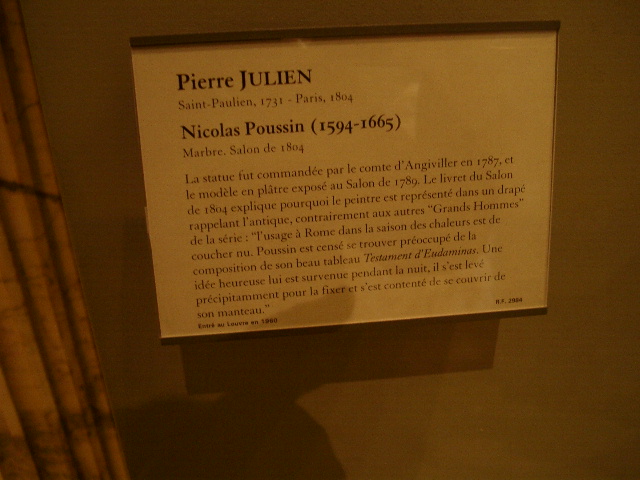 Pierre JULIEN
Saint-Paulien, 1731 - Paris, 1804
Nicolas Poussin (1594-1665)
Marbre. Salon de 1804
La statue fut commandée par le comte d'Angiviller en 1787, et
le modèle en plâtre exposé au Salon de 1789. Le livret du Salon
de 1804 explique pourquoi le peintre est représenté dans un drapé
rappelant l'antique, contrairement aux autres "Grands Hommes"
de la série : "l'usage à Rome dans la saison des chaleurs est de
coucher nu. Poussin est censé se trouver préoccupé de la
composition de son beau tableau Testament d'Eudaminas. Une
idée heureuse lui est survenue pendant la nuit, il s'est levé
précipitamment pour la fixer et s'est contenté de se couvrir de
son manteau."
Entré au Louvre en 1960
R.F. 2984